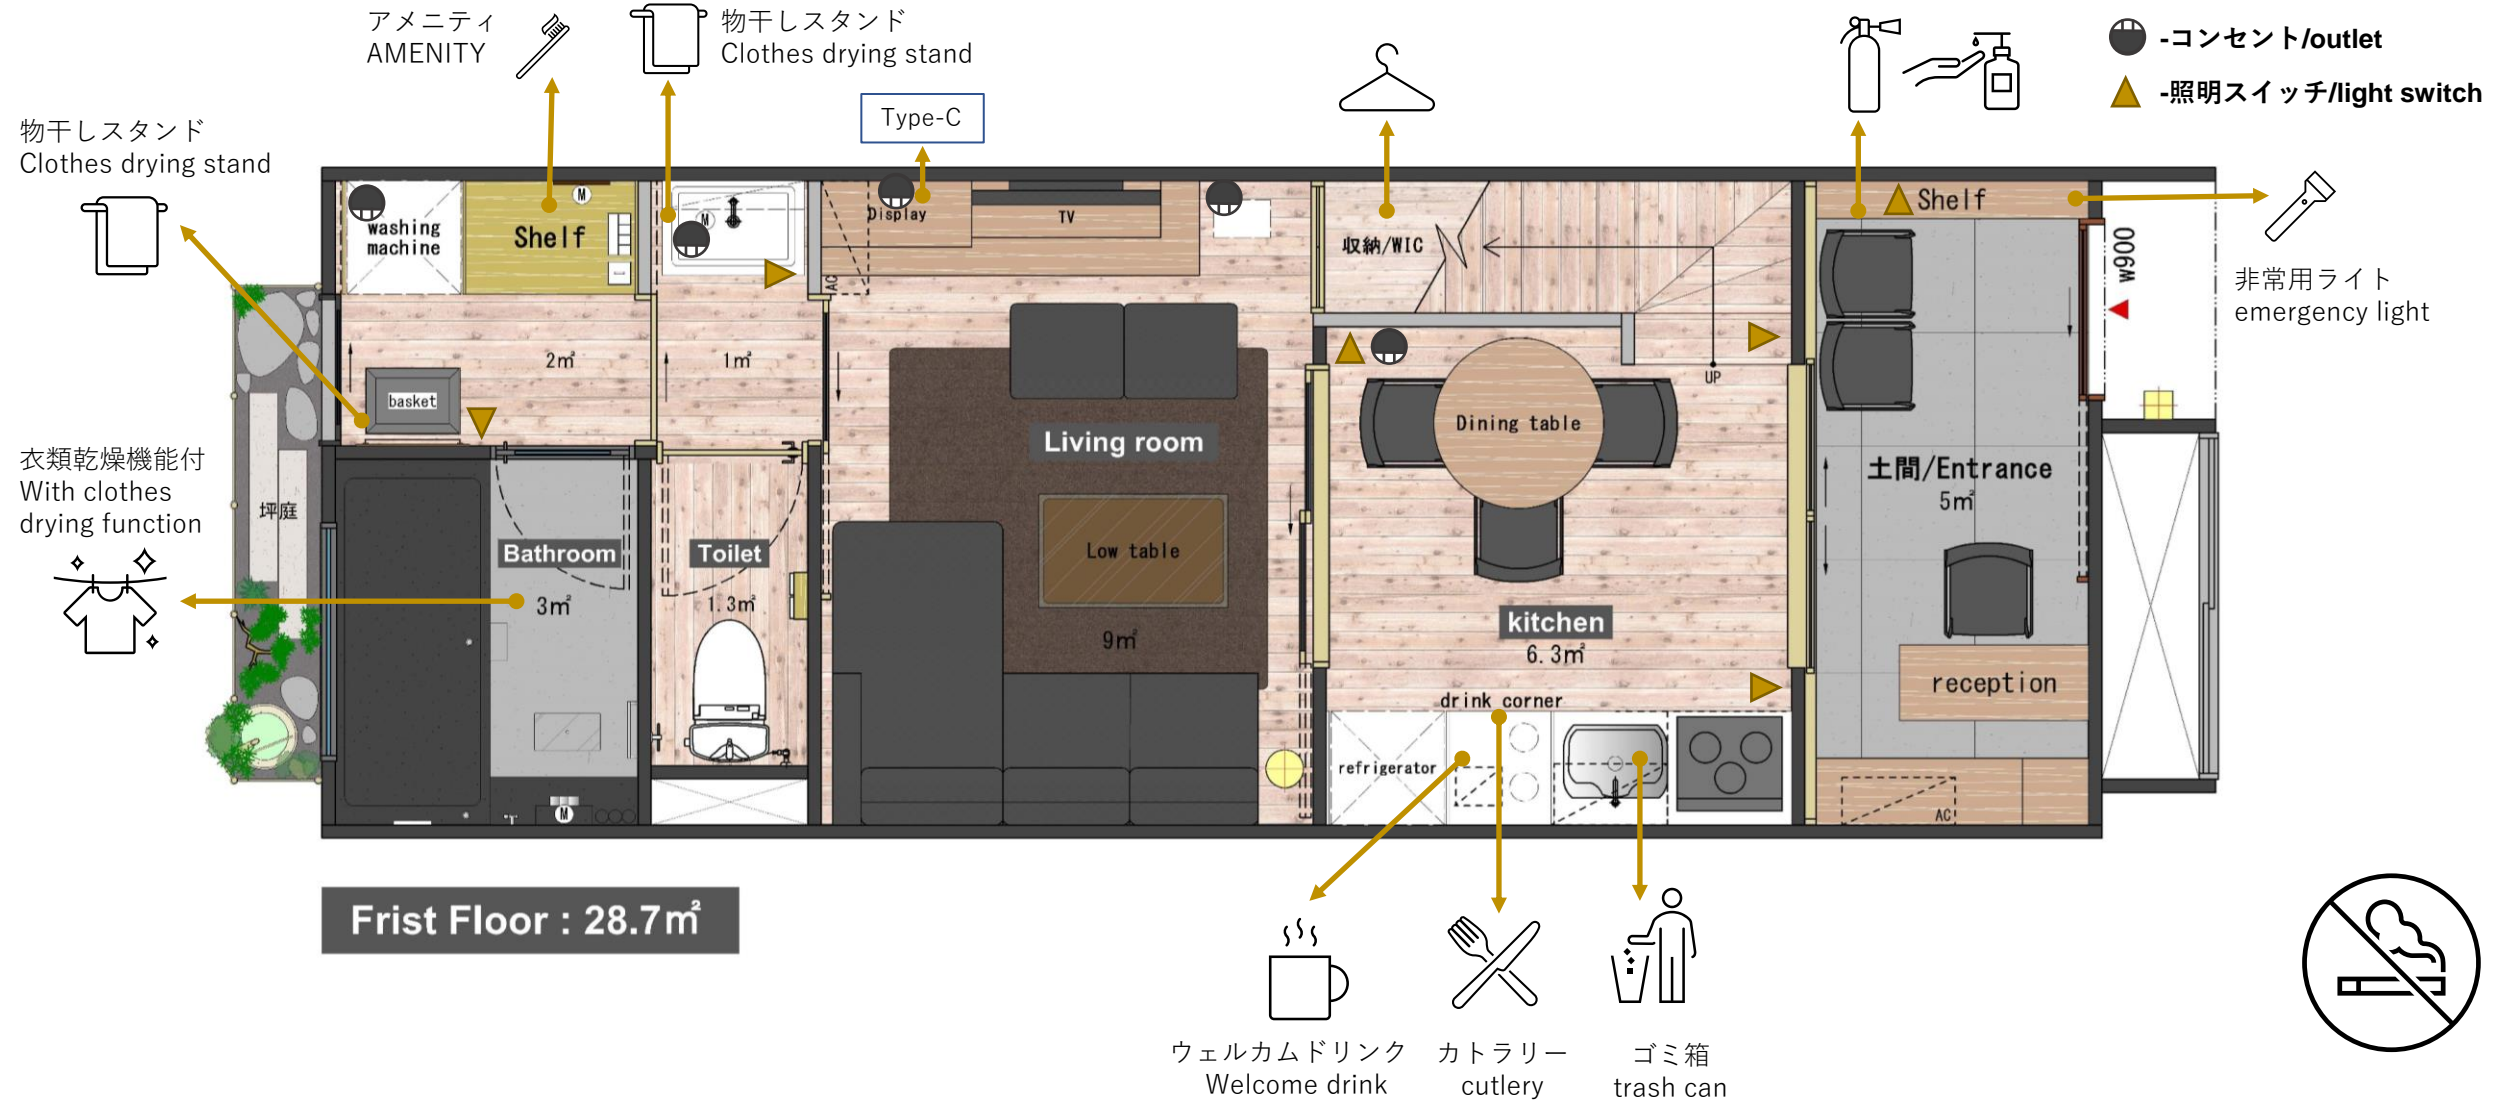 アメニティ
AMENITY
物干しスタンド
Clothes drying stand
-コンセント/outlet
-照明スイッチ/light switch
Type-C
物干しスタンド
Clothes drying stand
非常用ライト
emergency light
衣類乾燥機能付
With clothes
drying function
washing
machine
Shelf
M
M
Display
TV
AC
収納/WIC
Shelf
W900
2㎡
1㎡
UP
basket
Living room
Dining table
土間/Entrance
5㎡
坪庭
Bathroom
3㎡
Toilet
1.3㎡
Low table
9㎡
kitchen
6.3㎡
drink corner
reception
refrigerator
M
AC
Frist Floor : 28.7㎡
ウェルカムドリンク
Welcome drink
カトラリー
cutlery
ゴミ箱
trash can